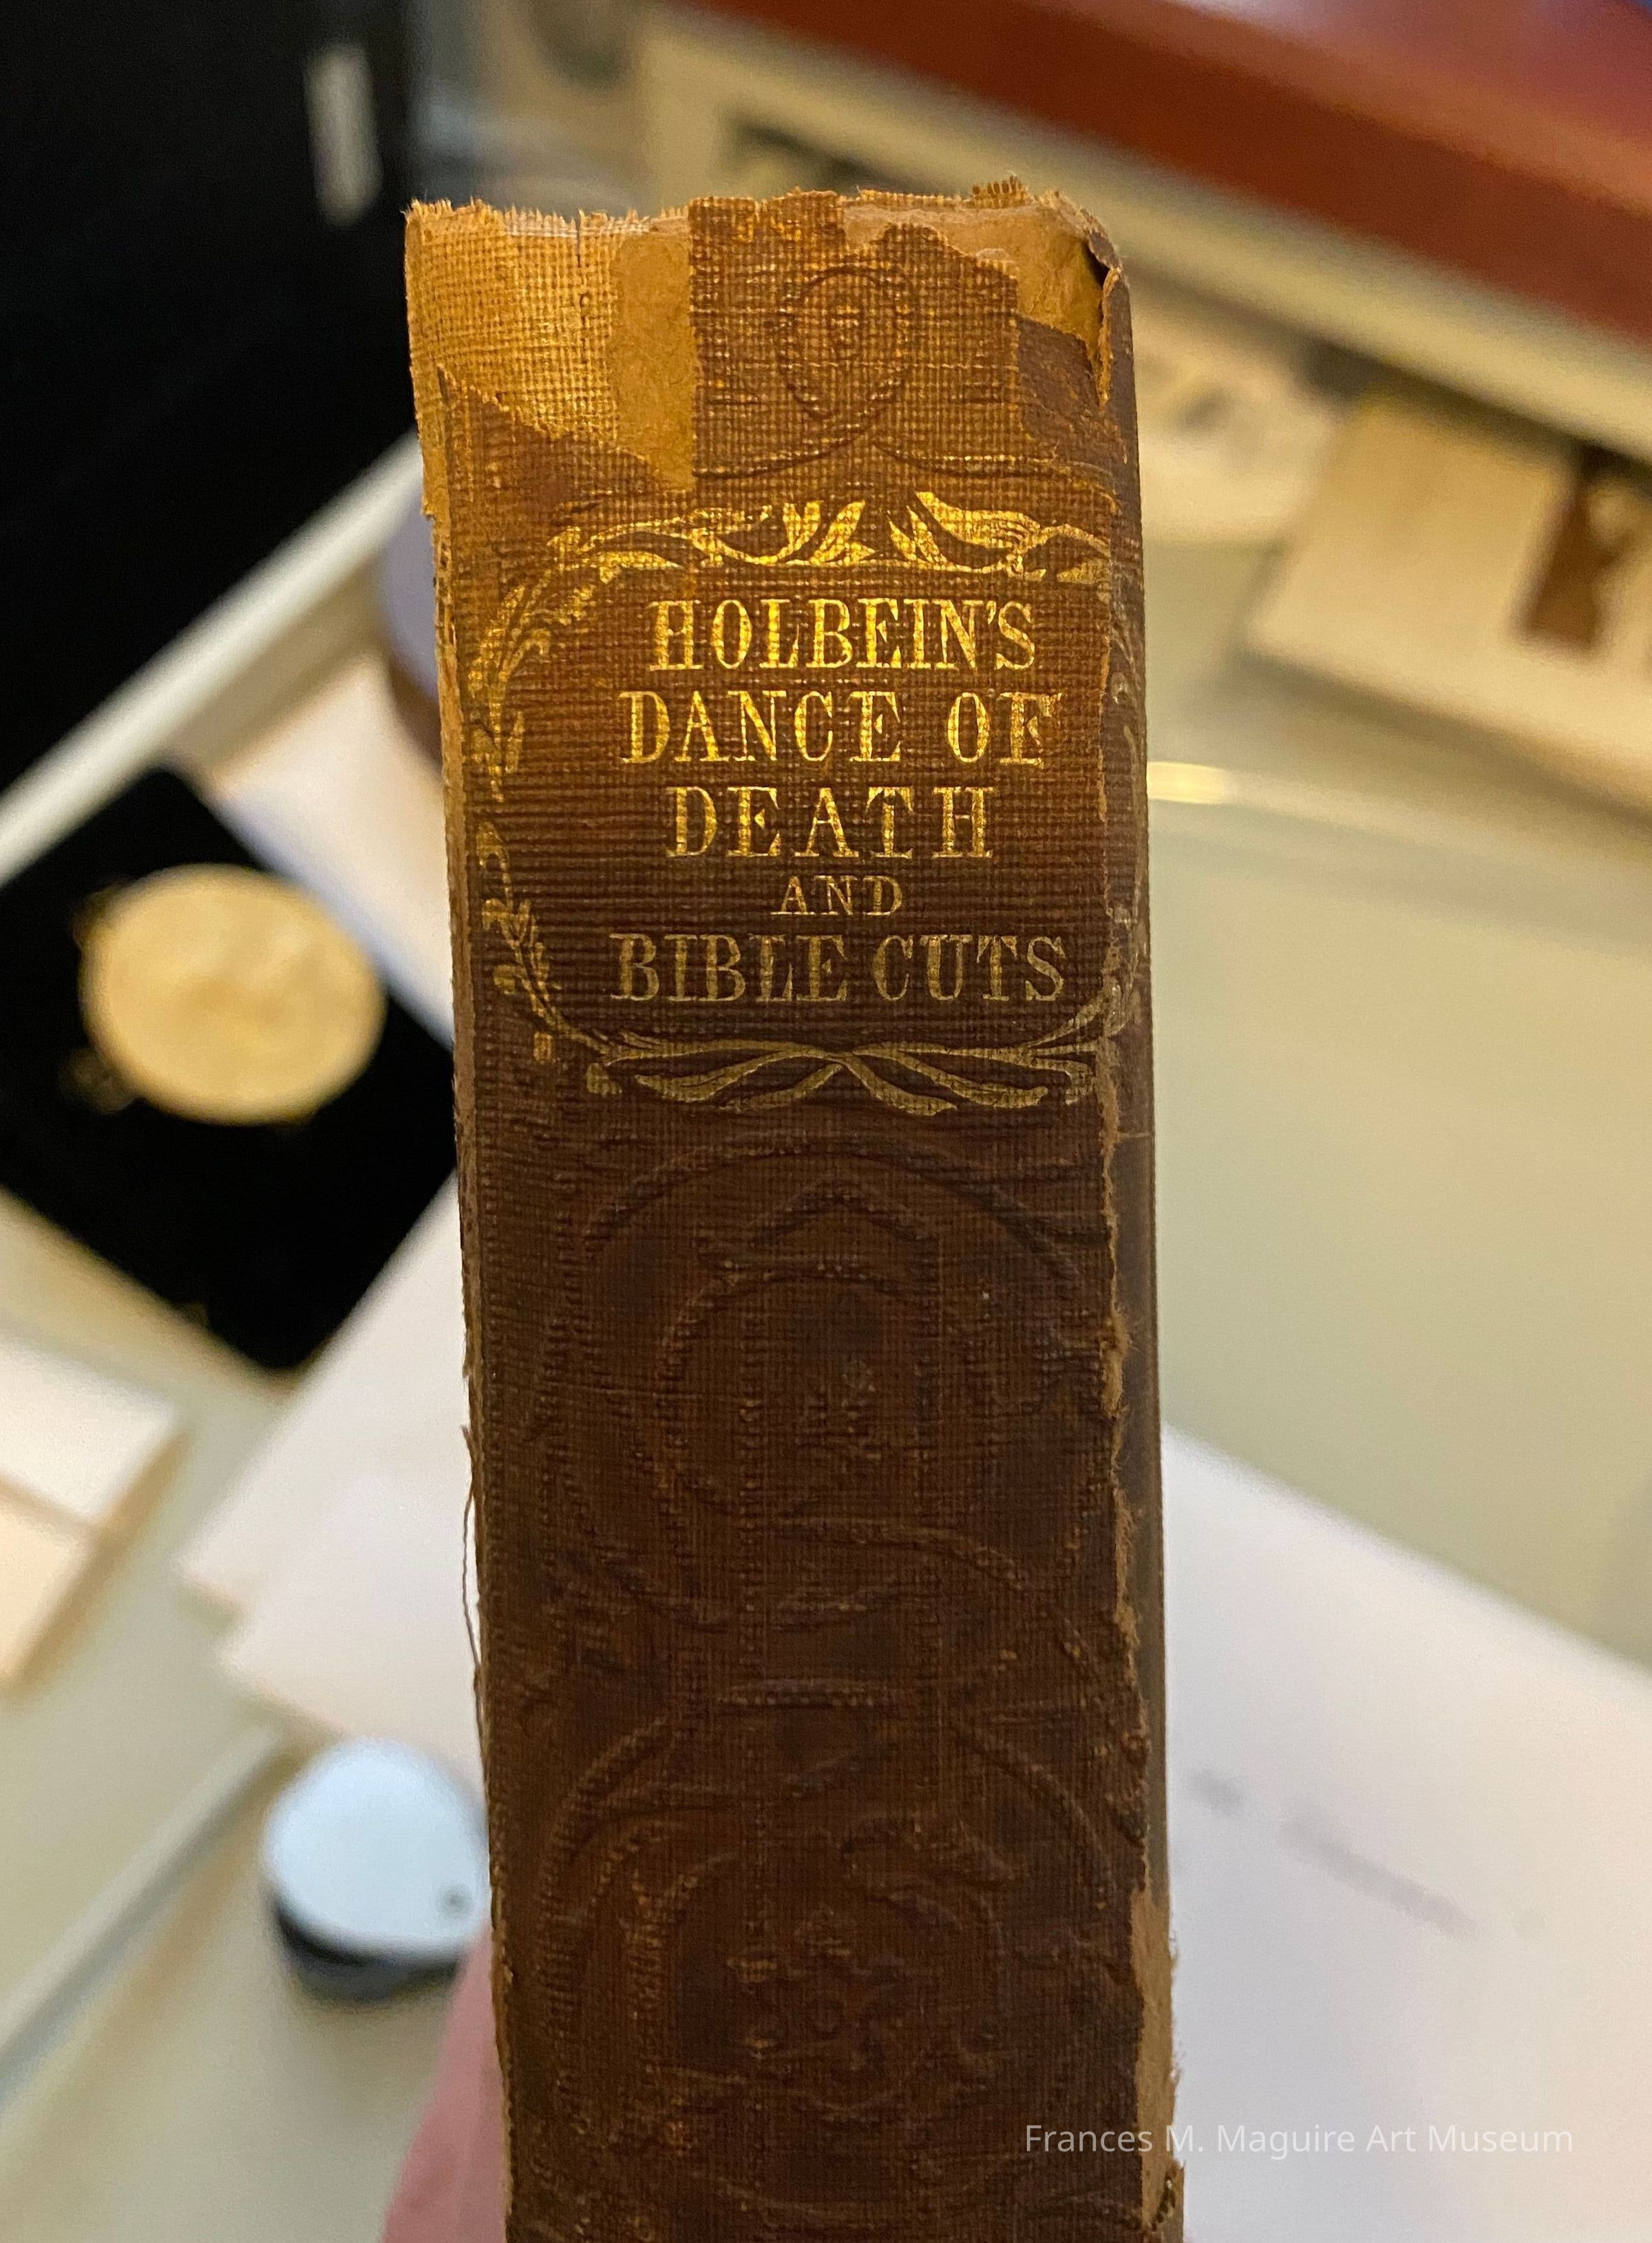 HOLBEIN'S
DANCE OF
DEATH
AND
BIBLE CUTS
Frances M. Maguire Art Museum